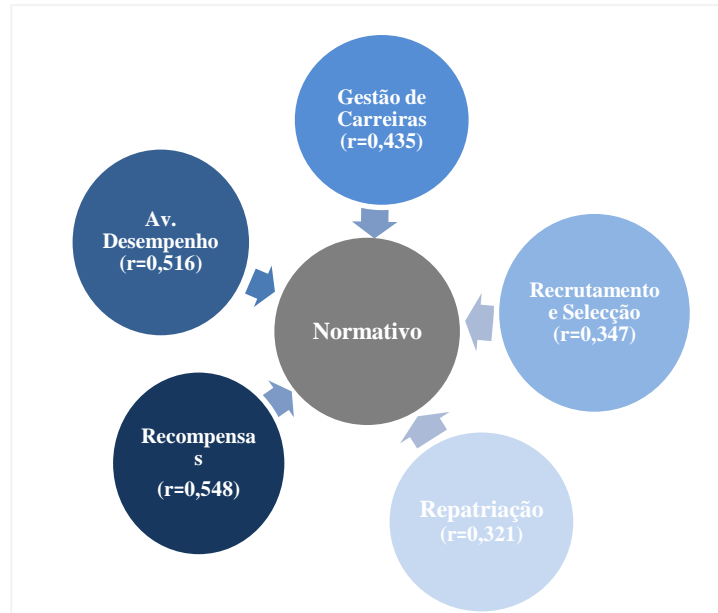 Gestão de
Carreiras
(r=0,435)
Av.
Desempenho
(r=0,516)
Recrutamento
e Selecção
(r=0,347)
Normativo
Recompensa
s
(r=0,548)
Repatriação
(r=0,321)